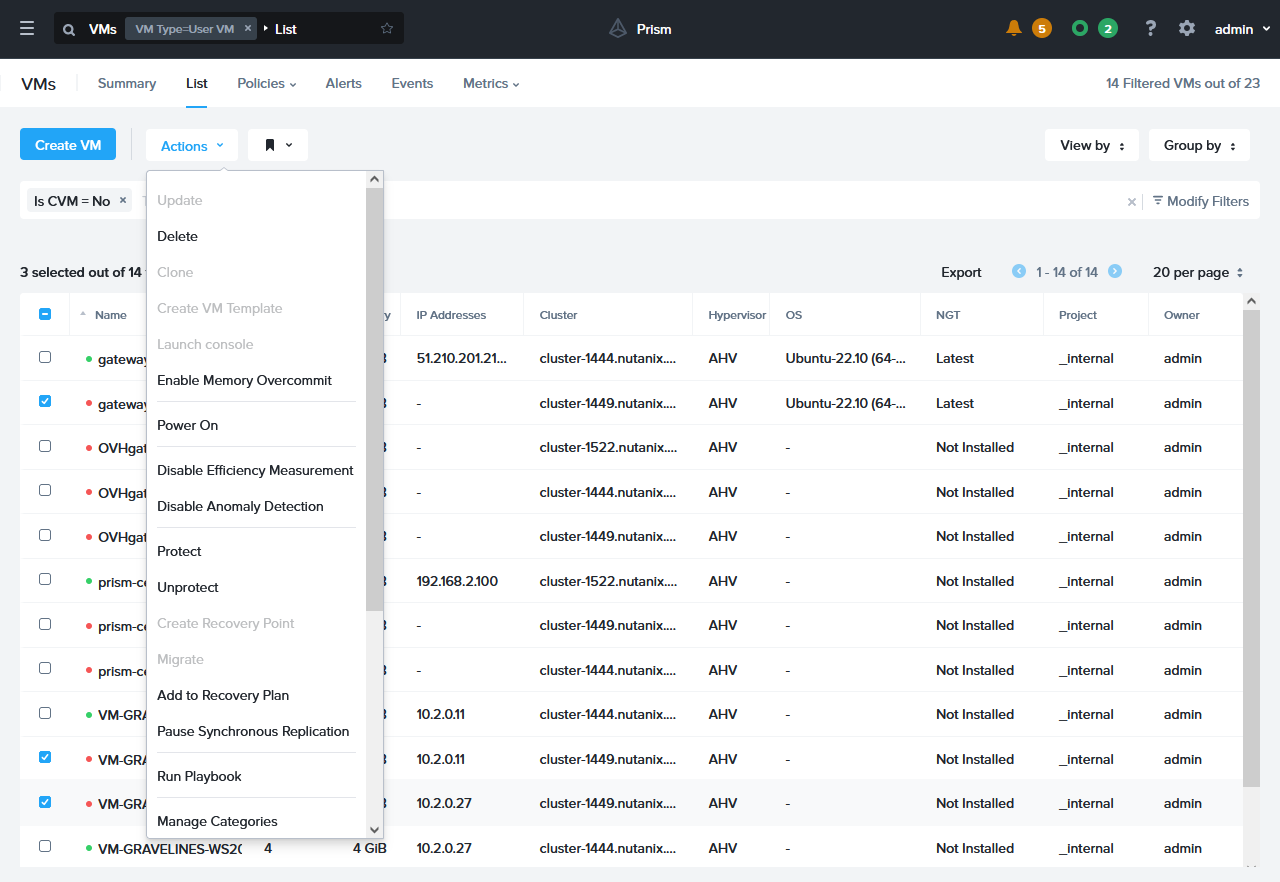 VMs VM Type=User VM × List Prism 5 2 ? admin
VMs Summary List Policies Alerts Events Metrics 14 Filtered VMs out of 23
Create VM Actions View by Group by
Is CVM = No × × Modify Filters
3 selected out of 14 Export 1 - 14 of 14 20 per page
Update
Delete
Clone
Create VM Template
Launch console
Enable Memory Overcommit
Power On
Disable Efficiency Measurement
Disable Anomaly Detection
Protect
Unprotect
Create Recovery Point
Migrate
Add to Recovery Plan
Pause Synchronous Replication
Run Playbook
Manage Categories
Name IP Addresses Cluster Hypervisor OS NGT Project Owner
gateway 51.210.201.21... cluster-1444.nutanix.... AHV Ubuntu-22.10 (64-... Latest _internal admin
gateway - cluster-1449.nutanix.... AHV Ubuntu-22.10 (64-... Latest _internal admin
OVHgat - cluster-1522.nutanix.... AHV - Not Installed _internal admin
OVHgat - cluster-1444.nutanix.... AHV - Not Installed _internal admin
OVHgat - cluster-1449.nutanix.... AHV - Not Installed _internal admin
prism-ce 192.168.2.100 cluster-1522.nutanix.... AHV - Not Installed _internal admin
prism-ce - cluster-1449.nutanix.... AHV - Not Installed _internal admin
prism-ce - cluster-1444.nutanix.... AHV - Not Installed _internal admin
VM-GRA 10.2.0.11 cluster-1444.nutanix.... AHV - Not Installed _internal admin
VM-GRA 10.2.0.11 cluster-1449.nutanix.... AHV - Not Installed _internal admin
VM-GRA 10.2.0.27 cluster-1449.nutanix.... AHV - Not Installed _internal admin
VM-GRAVELINES-WS20 4 4 GiB 10.2.0.27 cluster-1444.nutanix.... AHV - Not Installed _internal admin